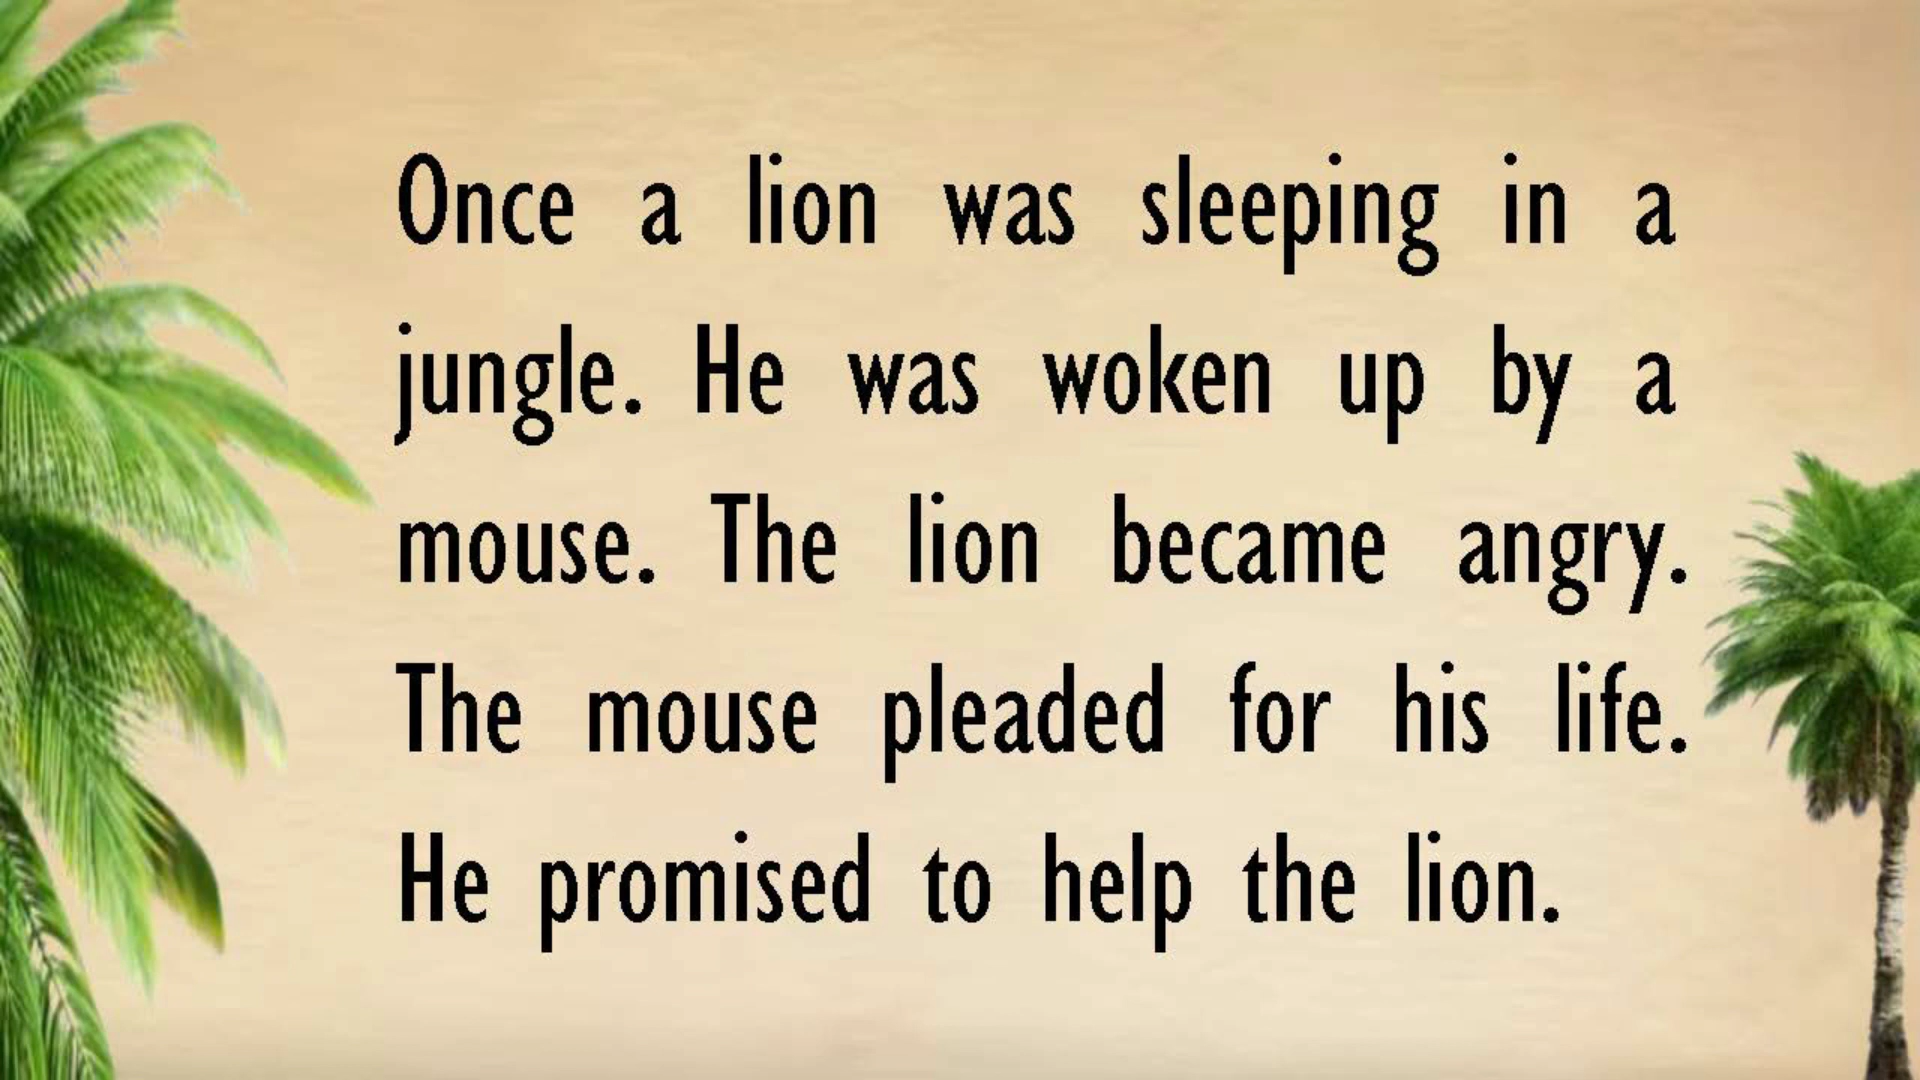 Once a lion was sleeping in a
jungle. He was woken up by a
mouse. The lion became angry.
The mouse pleaded for his life.
He promised to help the lion.